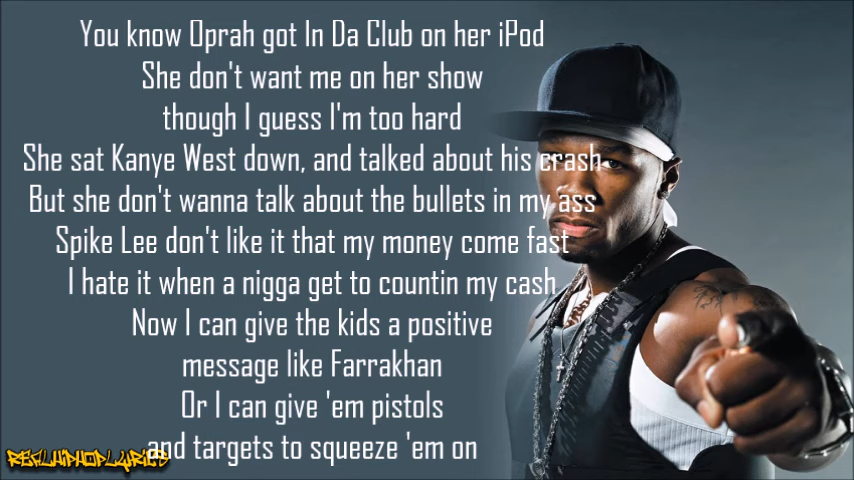 You know Oprah got In Da Club on her iPod
She don't want me on her show
though I guess I'm too hard
She sat Kanye West down, and talked about his crash
But she don't wanna talk about the bullets in my ass
Spike Lee don't like it that my money come fast
I hate it when a nigga get to countin my cash
Now I can give the kids a positive
message like Farrakhan
Or I can give 'em pistols
and targets to squeeze 'em on
REALHIPHOPLYRICS